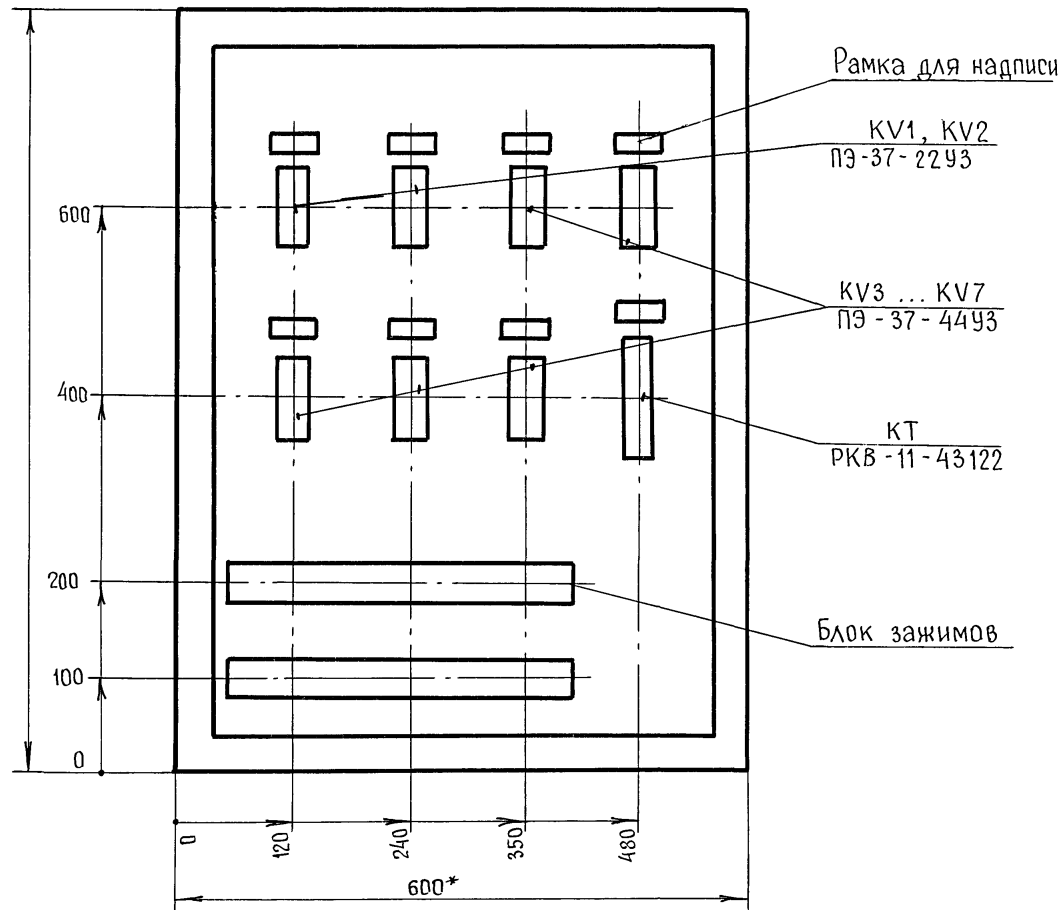 Рамка для надписи
KV1, KV2
ПЭ-37-22У3
600
KV3 ... KV7
ПЭ-37-44У3
400
КТ
РКВ-11-43122
200
Блок зажимов
100
0
0
120
240
350
480
600*